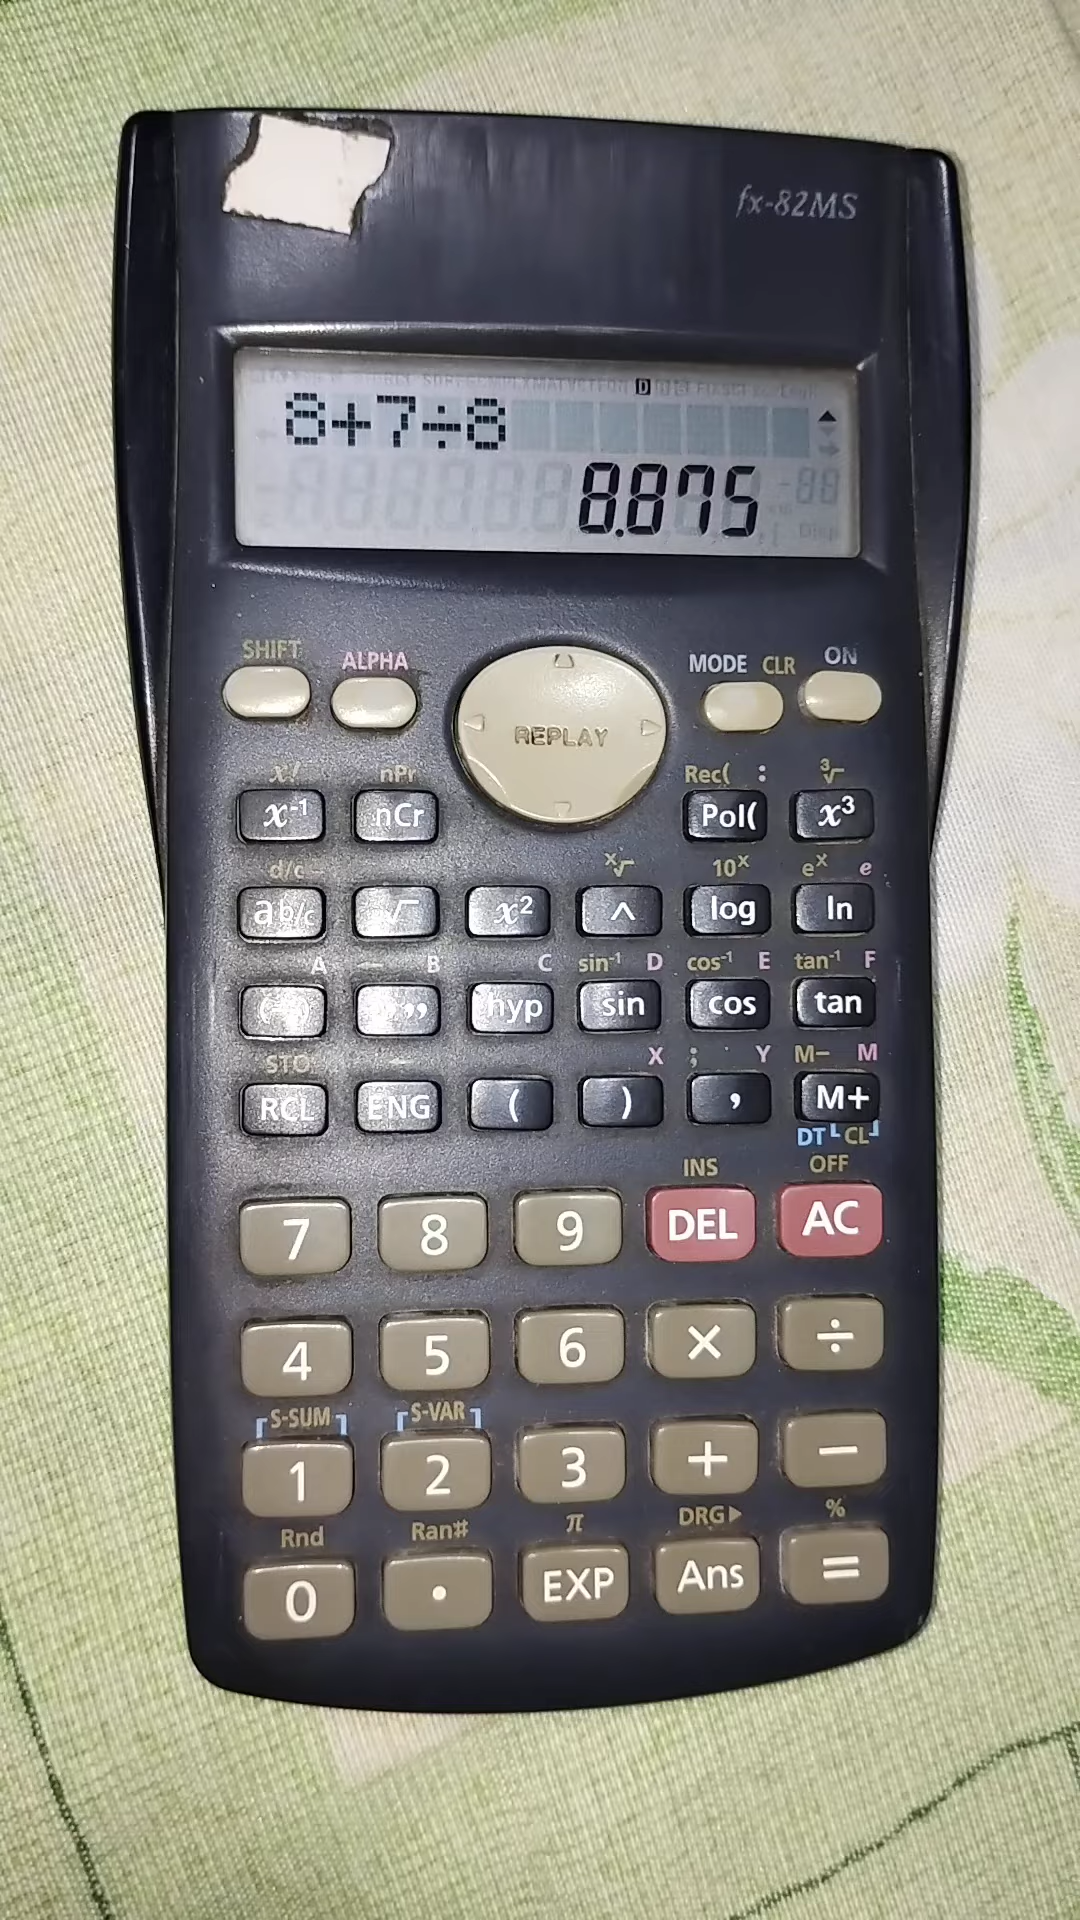 fx-82MS
D
8+7÷8
8.875
SHIFT ALPHA MODE CLR ON
REPLAY
x! nPr Rec( : ³√
x⁻¹ nCr Pol( x³
d/c ˣ√ 10ˣ eˣ e
ab/c √ x² ^ log ln
A B C sin⁻¹ D cos⁻¹ E tan⁻¹ F
(-) ,,, hyp sin cos tan
STO ← X ; Y M− M
RCL ENG ( ) , M+
DT CL
INS OFF
7 8 9 DEL AC
4 5 6 × ÷
S-SUM S-VAR
1 2 3 + −
Rnd Ran# π DRG▶ %
0 . EXP Ans =